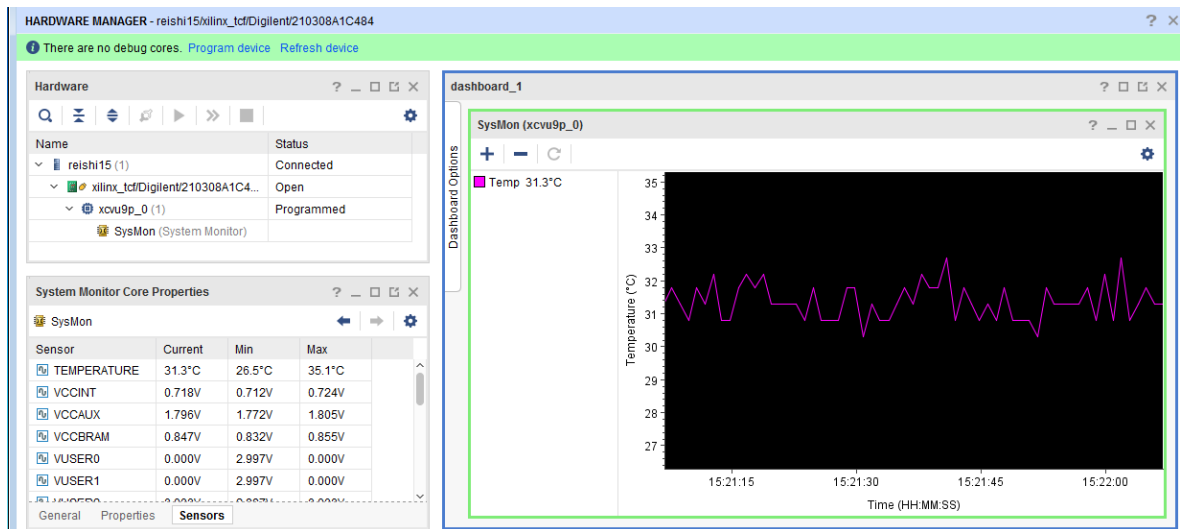 HARDWARE MANAGER - reishi15/xilinx_tcf/Digilent/210308A1C484
There are no debug cores. Program device Refresh device
Hardware
Name Status
reishi15 (1) Connected
xilinx_tcf/Digilent/210308A1C4... Open
xcvu9p_0 (1) Programmed
SysMon (System Monitor)
System Monitor Core Properties
SysMon
Sensor Current Min Max
TEMPERATURE 31.3°C 26.5°C 35.1°C
VCCINT 0.718V 0.712V 0.724V
VCCAUX 1.796V 1.772V 1.805V
VCCBRAM 0.847V 0.832V 0.855V
VUSER0 0.000V 2.997V 0.000V
VUSER1 0.000V 2.997V 0.000V
General Properties Sensors
dashboard_1
Dashboard Options
SysMon (xcvu9p_0)
Temp 31.3°C
Temperature (°C)
35
34
33
32
31
30
29
28
27
15:21:15 15:21:30 15:21:45 15:22:00
Time (HH:MM:SS)